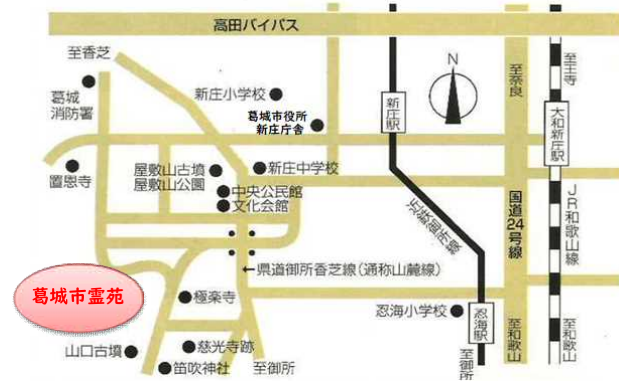 高田バイパス
至香芝
N
至奈良
至王寺
葛城
消防署
新庄小学校
葛城市役所
新庄庁舎
新庄駅
大和新庄駅
置恩寺
屋敷山古墳
屋敷山公園
新庄中学校
中央公民館
文化会館
近鉄御所線
国道24号線
JR和歌山線
県道御所香芝線(通称山麓線)
葛城市霊苑
極楽寺
忍海小学校
忍海駅
至和歌山
至和歌山
山口古墳
慈光寺跡
笛吹神社
至御所
至御所